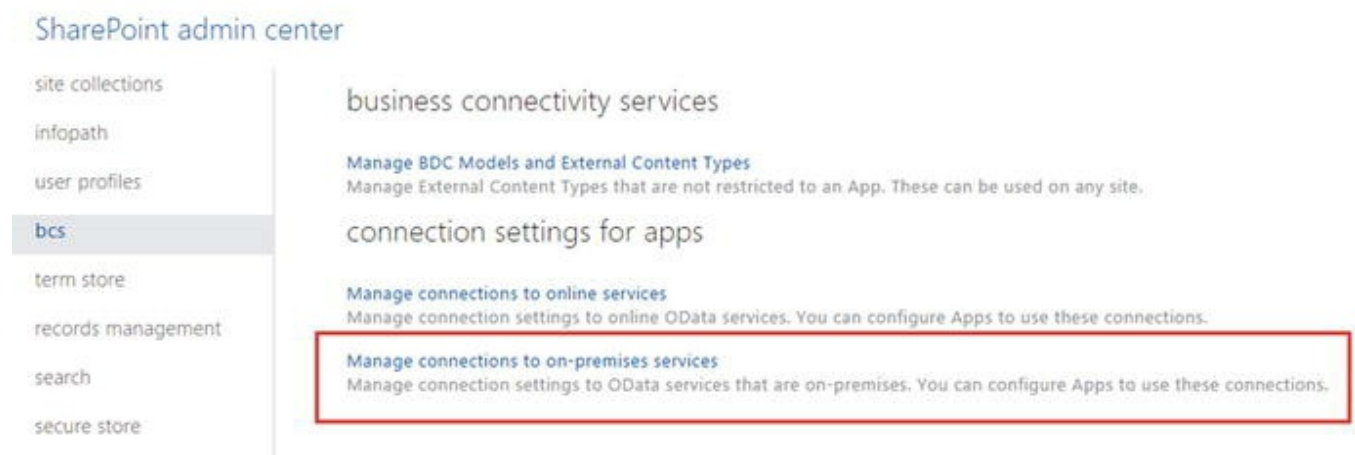 SharePoint admin center
site collections
infopath
user profiles
bcs
term store
records management
search
secure store
business connectivity services
Manage BDC Models and External Content Types
Manage External Content Types that are not restricted to an App. These can be used on any site.
connection settings for apps
Manage connections to online services
Manage connection settings to online OData services. You can configure Apps to use these connections.
Manage connections to on-premises services
Manage connection settings to OData services that are on-premises. You can configure Apps to use these connections.